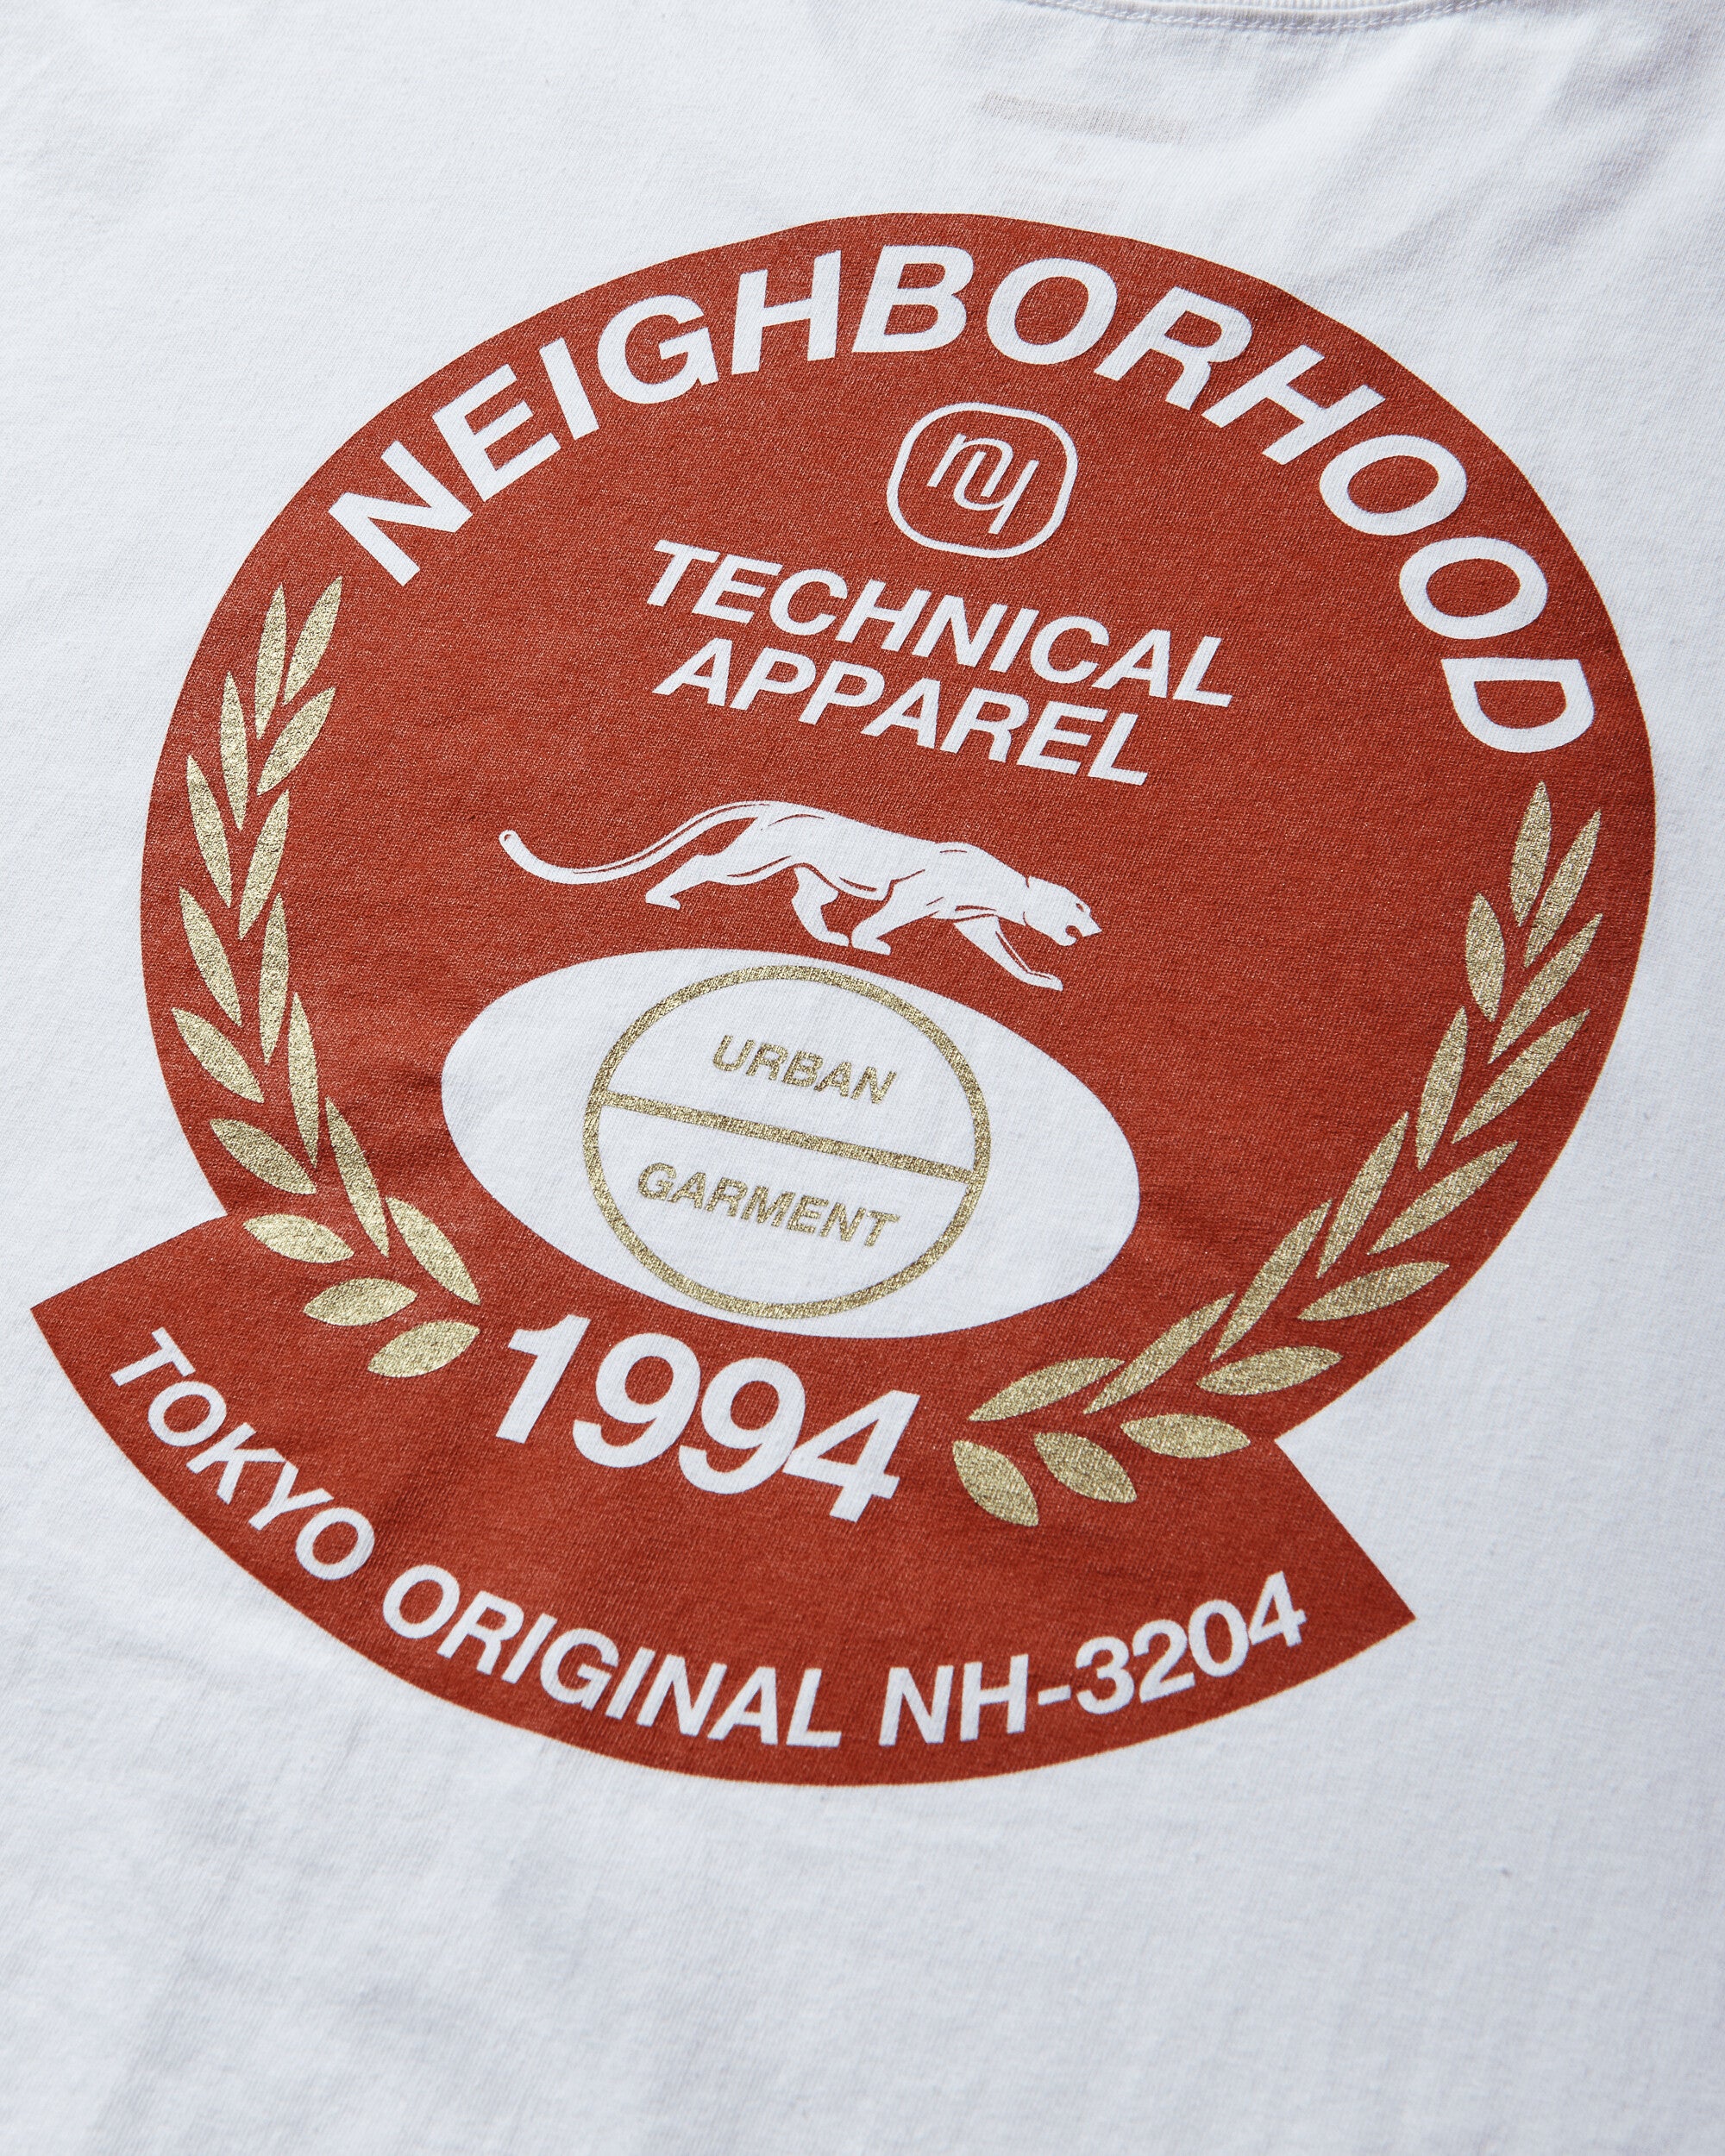 NEIGHBORHOOD
TECHNICAL
APPAREL
URBAN
GARMENT
1994
TOKYO ORIGINAL NH-3204